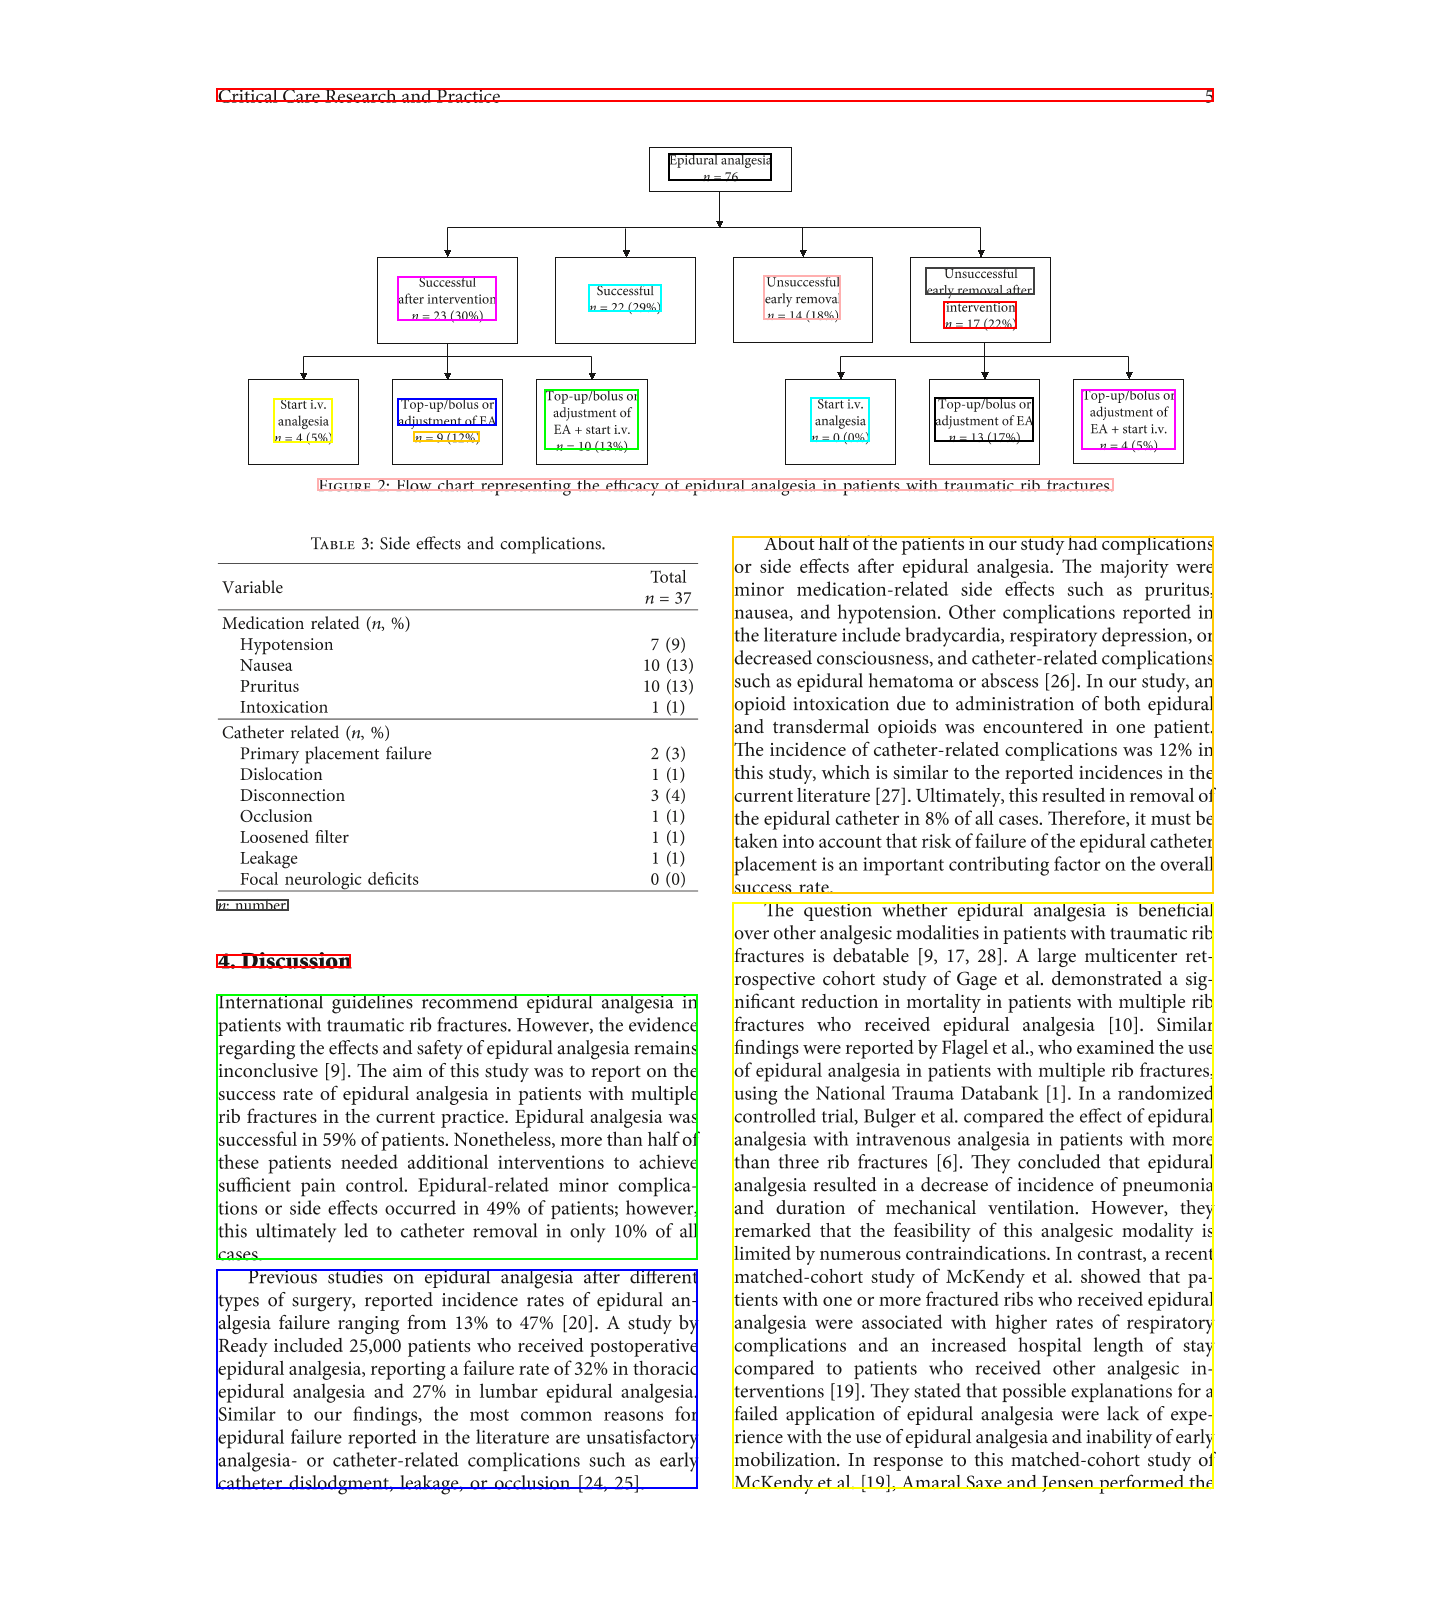 Critical Care Research and Practice 5
Epidural analgesia
n = 76
Successful
after intervention
n = 23 (30%)
Successful
n = 22 (29%)
Unsuccessful
early removal
n = 14 (18%)
Unsuccessful
early removal after
intervention
n = 17 (22%)
Start i.v.
analgesia
n = 4 (5%)
Top-up/bolus or
adjustment of EA
n = 9 (12%)
Top-up/bolus or
adjustment of
EA + start i.v.
n = 10 (13%)
Start i.v.
analgesia
n = 0 (0%)
Top-up/bolus or
adjustment of EA
n = 13 (17%)
Top-up/bolus or
adjustment of
EA + start i.v.
n = 4 (5%)
Figure 2: Flow chart representing the efficacy of epidural analgesia in patients with traumatic rib fractures.
Table 3: Side effects and complications.
Variable Total
n = 37
Medication related (n, %)
Hypotension 7 (9)
Nausea 10 (13)
Pruritus 10 (13)
Intoxication 1 (1)
Catheter related (n, %)
Primary placement failure 2 (3)
Dislocation 1 (1)
Disconnection 3 (4)
Occlusion 1 (1)
Loosened filter 1 (1)
Leakage 1 (1)
Focal neurologic deficits 0 (0)
n: number.
4. Discussion
International guidelines recommend epidural analgesia in
patients with traumatic rib fractures. However, the evidence
regarding the effects and safety of epidural analgesia remains
inconclusive [9]. The aim of this study was to report on the
success rate of epidural analgesia in patients with multiple
rib fractures in the current practice. Epidural analgesia was
successful in 59% of patients. Nonetheless, more than half of
these patients needed additional interventions to achieve
sufficient pain control. Epidural-related minor complica-
tions or side effects occurred in 49% of patients; however,
this ultimately led to catheter removal in only 10% of all
cases.
Previous studies on epidural analgesia after different
types of surgery, reported incidence rates of epidural an-
algesia failure ranging from 13% to 47% [20]. A study by
Ready included 25,000 patients who received postoperative
epidural analgesia, reporting a failure rate of 32% in thoracic
epidural analgesia and 27% in lumbar epidural analgesia.
Similar to our findings, the most common reasons for
epidural failure reported in the literature are unsatisfactory
analgesia- or catheter-related complications such as early
catheter dislodgment, leakage, or occlusion [24, 25].
About half of the patients in our study had complications
or side effects after epidural analgesia. The majority were
minor medication-related side effects such as pruritus,
nausea, and hypotension. Other complications reported in
the literature include bradycardia, respiratory depression, or
decreased consciousness, and catheter-related complications
such as epidural hematoma or abscess [26]. In our study, an
opioid intoxication due to administration of both epidural
and transdermal opioids was encountered in one patient.
The incidence of catheter-related complications was 12% in
this study, which is similar to the reported incidences in the
current literature [27]. Ultimately, this resulted in removal of
the epidural catheter in 8% of all cases. Therefore, it must be
taken into account that risk of failure of the epidural catheter
placement is an important contributing factor on the overall
success rate.
The question whether epidural analgesia is beneficial
over other analgesic modalities in patients with traumatic rib
fractures is debatable [9, 17, 28]. A large multicenter ret-
rospective cohort study of Gage et al. demonstrated a sig-
nificant reduction in mortality in patients with multiple rib
fractures who received epidural analgesia [10]. Similar
findings were reported by Flagel et al., who examined the use
of epidural analgesia in patients with multiple rib fractures,
using the National Trauma Databank [1]. In a randomized
controlled trial, Bulger et al. compared the effect of epidural
analgesia with intravenous analgesia in patients with more
than three rib fractures [6]. They concluded that epidural
analgesia resulted in a decrease of incidence of pneumonia
and duration of mechanical ventilation. However, they
remarked that the feasibility of this analgesic modality is
limited by numerous contraindications. In contrast, a recent
matched-cohort study of McKendy et al. showed that pa-
tients with one or more fractured ribs who received epidural
analgesia were associated with higher rates of respiratory
complications and an increased hospital length of stay
compared to patients who received other analgesic in-
terventions [19]. They stated that possible explanations for a
failed application of epidural analgesia were lack of expe-
rience with the use of epidural analgesia and inability of early
mobilization. In response to this matched-cohort study of
McKendy et al. [19], Amaral Saxe and Jensen performed the